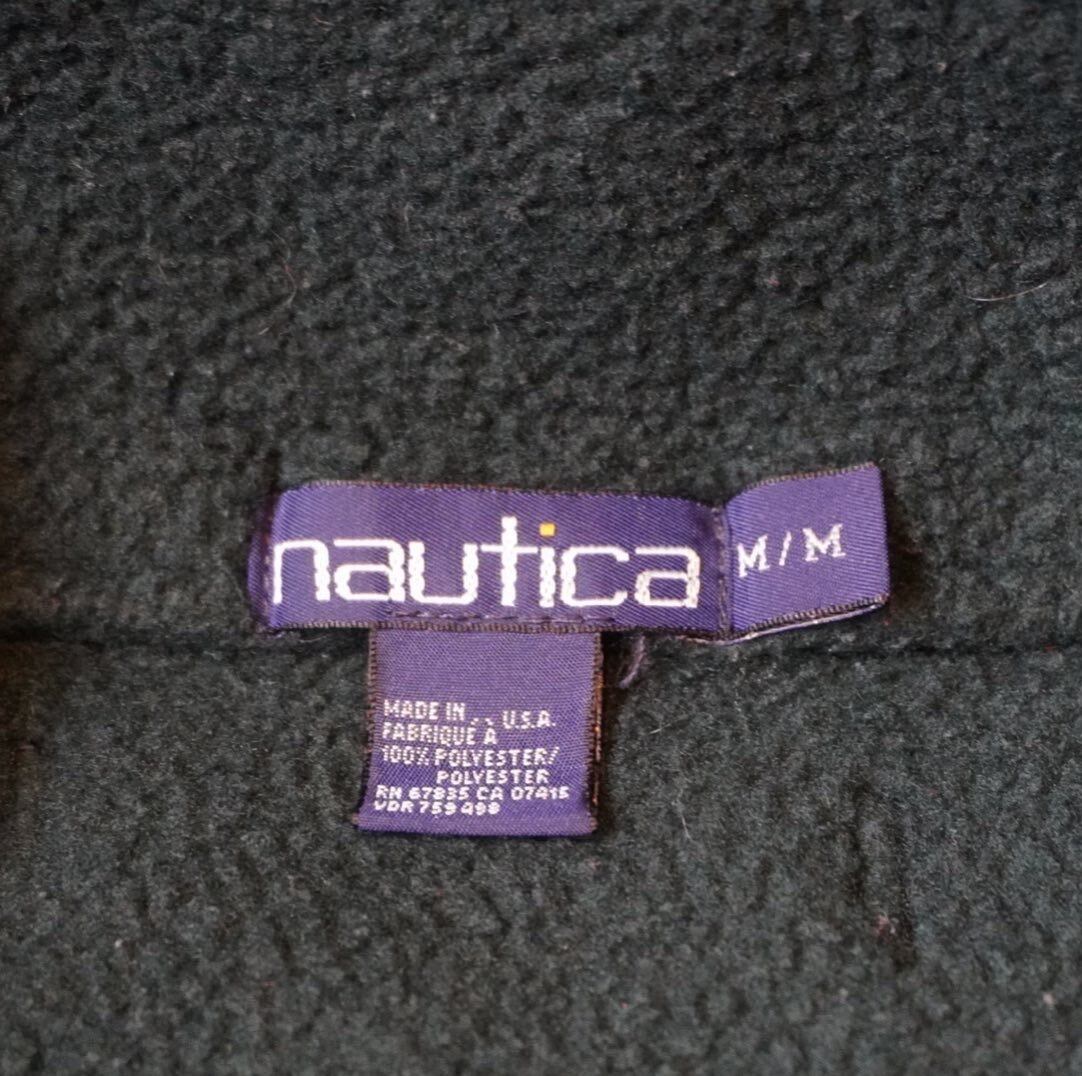 nautica
M/M
MADE IN U.S.A.
FABRIQUÉ À
100% POLYESTER/
POLYESTER
RN 67835 CA 07415
VDR 759 498